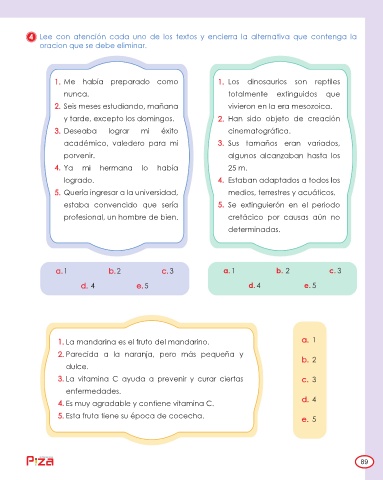 4 Lee con atención cada uno de los textos y encierra la alternativa que contenga la
oracion que se debe eliminar.
1. Me había preparado como
nunca.
2. Seis meses estudiando, mañana
y tarde, excepto los domingos.
3. Deseaba lograr mi éxito
académico, valedero para mi
porvenir.
4. Ya mi hermana lo había
logrado.
5. Quería ingresar a la universidad,
estaba convencido que sería
profesional, un hombre de bien.
1. Los dinosaurios son reptiles
totalmente extinguidos que
vivieron en la era mesozoica.
2. Han sido objeto de creación
cinematográfica.
3. Sus tamaños eran variados,
algunos alcanzaban hasta los
25 m.
4. Estaban adaptados a todos los
medios, terrestres y acuáticos.
5. Se extinguierón en el periodo
cretácico por causas aún no
determinadas.
a. 1 b. 2 c. 3
d. 4 e. 5
a. 1 b. 2 c. 3
d. 4 e. 5
1. La mandarina es el fruto del mandarino.
2. Parecida a la naranja, pero más pequeña y
dulce.
3. La vitamina C ayuda a prevenir y curar ciertas
enfermedades.
4. Es muy agradable y contiene vitamina C.
5. Esta fruta tiene su época de cocecha.
a. 1
b. 2
c. 3
d. 4
e. 5
Piza
89